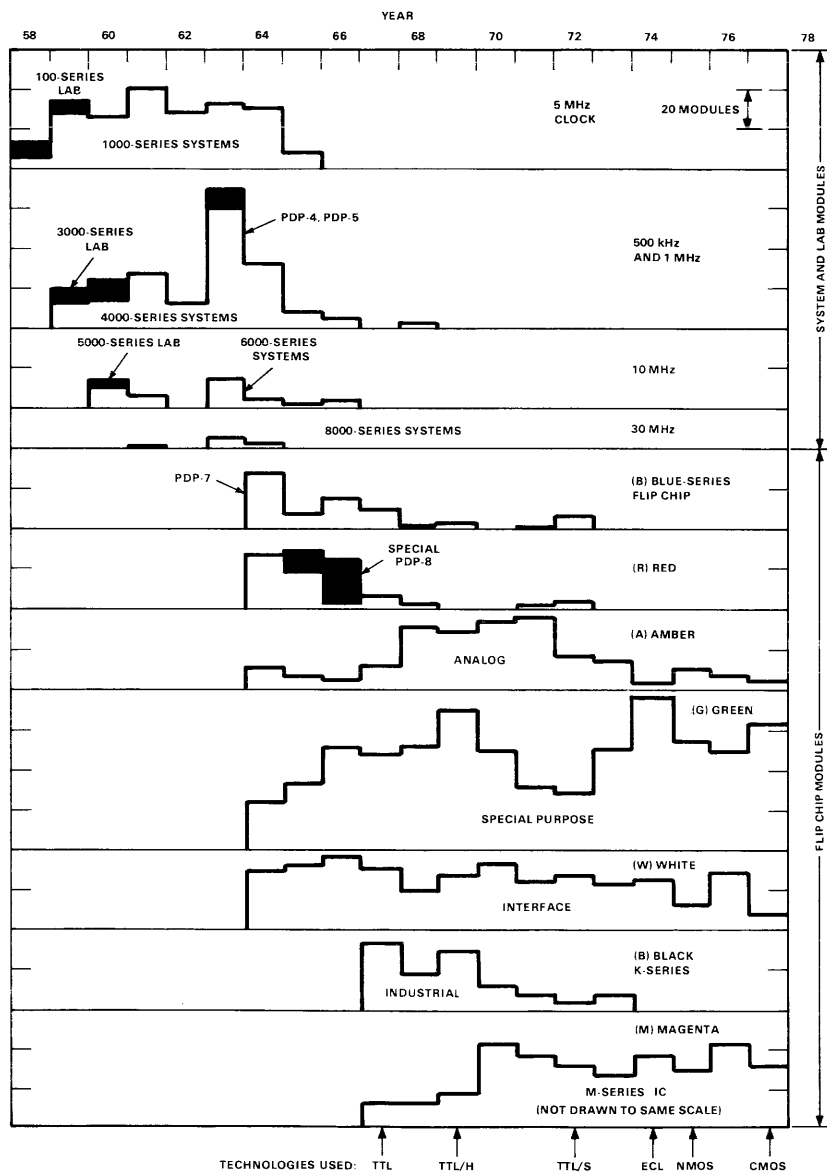 YEAR
58 60 62 64 66 68 70 72 74 76 78
100-SERIES
LAB
5 MHz
CLOCK
20 MODULES
1000-SERIES SYSTEMS
PDP-4, PDP-5
3000-SERIES
LAB
500 kHz
AND 1 MHz
4000-SERIES SYSTEMS
5000-SERIES LAB
6000-SERIES
SYSTEMS
10 MHz
8000-SERIES SYSTEMS
30 MHz
SYSTEM AND LAB MODULES
PDP-7
(B) BLUE-SERIES
FLIP CHIP
SPECIAL
PDP-8
(R) RED
(A) AMBER
ANALOG
(G) GREEN
SPECIAL PURPOSE
(W) WHITE
INTERFACE
(B) BLACK
K-SERIES
INDUSTRIAL
(M) MAGENTA
M-SERIES IC
(NOT DRAWN TO SAME SCALE)
FLIP CHIP MODULES
TECHNOLOGIES USED: TTL TTL/H TTL/S ECL NMOS CMOS